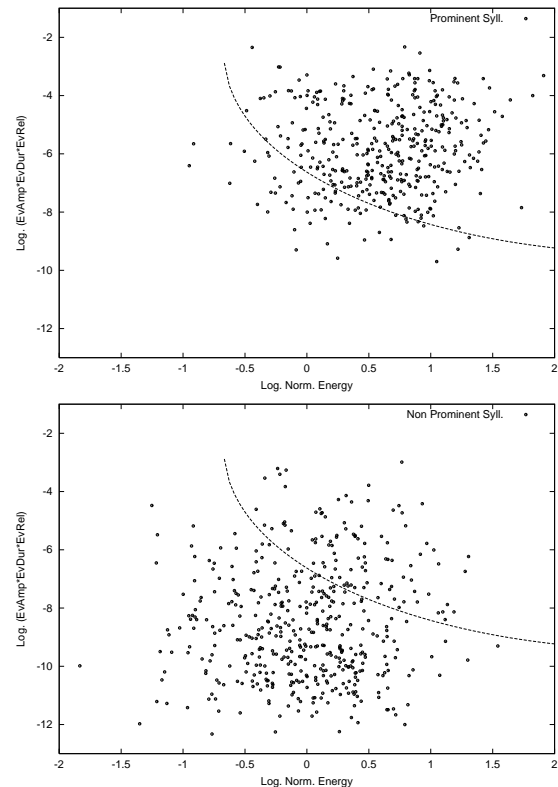 Prominent Syll.
-2
-4
-6
-8
-10
-12
Log. (EvAmp*EvDur*EvRel)
-2 -1.5 -1 -0.5 0 0.5 1 1.5 2
Log. Norm. Energy
Non Prominent Syll.
-2
-4
-6
-8
-10
-12
Log. (EvAmp*EvDur*EvRel)
-2 -1.5 -1 -0.5 0 0.5 1 1.5 2
Log. Norm. Energy